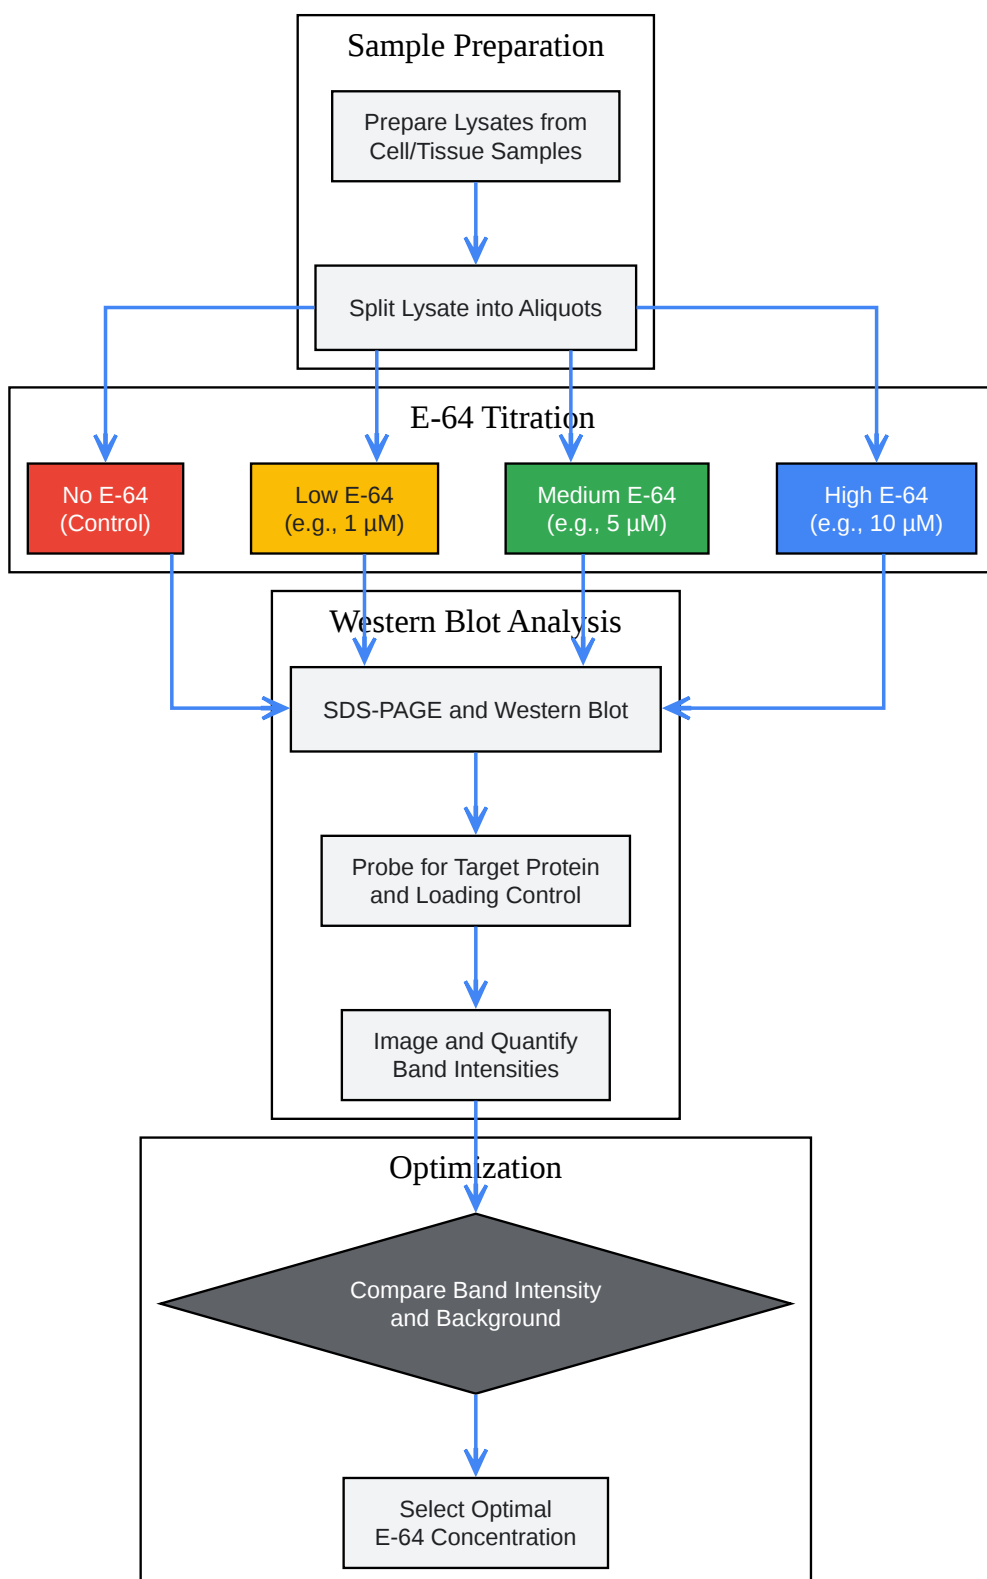 Sample Preparation
Prepare Lysates from
Cell/Tissue Samples
Split Lysate into Aliquots
E-64 Titration
No E-64
(Control)
Low E-64
(e.g., 1 µM)
Medium E-64
(e.g., 5 µM)
High E-64
(e.g., 10 µM)
Western Blot Analysis
SDS-PAGE and Western Blot
Probe for Target Protein
and Loading Control
Image and Quantify
Band Intensities
Optimization
Compare Band Intensity
and Background
Select Optimal
E-64 Concentration